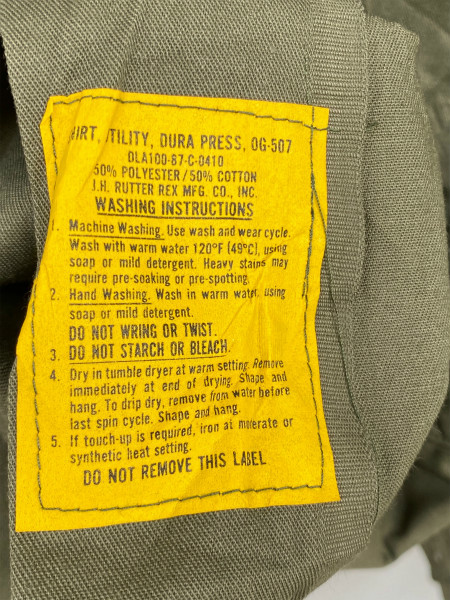 SHIRT, UTILITY, DURA PRESS, OG-507
DLA100-87-C-0410
50% POLYESTER/50% COTTON
J.H. RUTTER REX MFG. CO., INC.
WASHING INSTRUCTIONS
1. Machine Washing. Use wash and wear cycle.
Wash with warm water 120°F (49°C), using
soap or mild detergent. Heavy stains may
require pre-soaking or pre-spotting.
2. Hand Washing. Wash in warm water, using
soap or mild detergent.
DO NOT WRING OR TWIST.
3. DO NOT STARCH OR BLEACH.
4. Dry in tumble dryer at warm setting. Remove
immediately at end of drying. Shape and
hang. To drip dry, remove from water before
last spin cycle. Shape and hang.
5. If touch-up is required, iron at moderate or
synthetic heat setting.
DO NOT REMOVE THIS LABEL